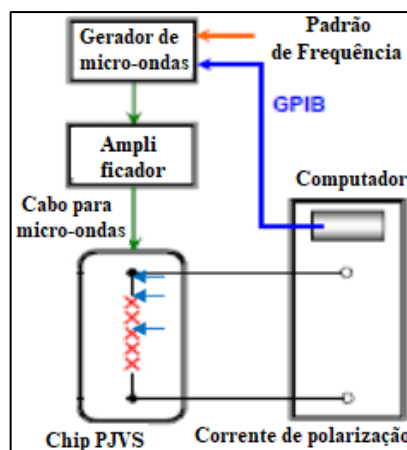 Gerador de
micro-ondas
Padrão
de Frequência
GPIB
Ampli
ficador
Computador
Cabo para
micro-ondas
Chip PJVS
Corrente de polarização